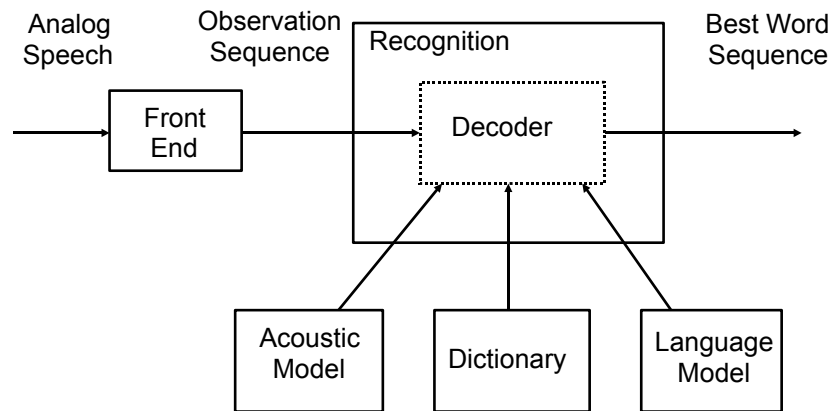 Analog
Speech
Observation
Sequence
Recognition
Best Word
Sequence
Front
End
Decoder
Acoustic
Model
Dictionary
Language
Model